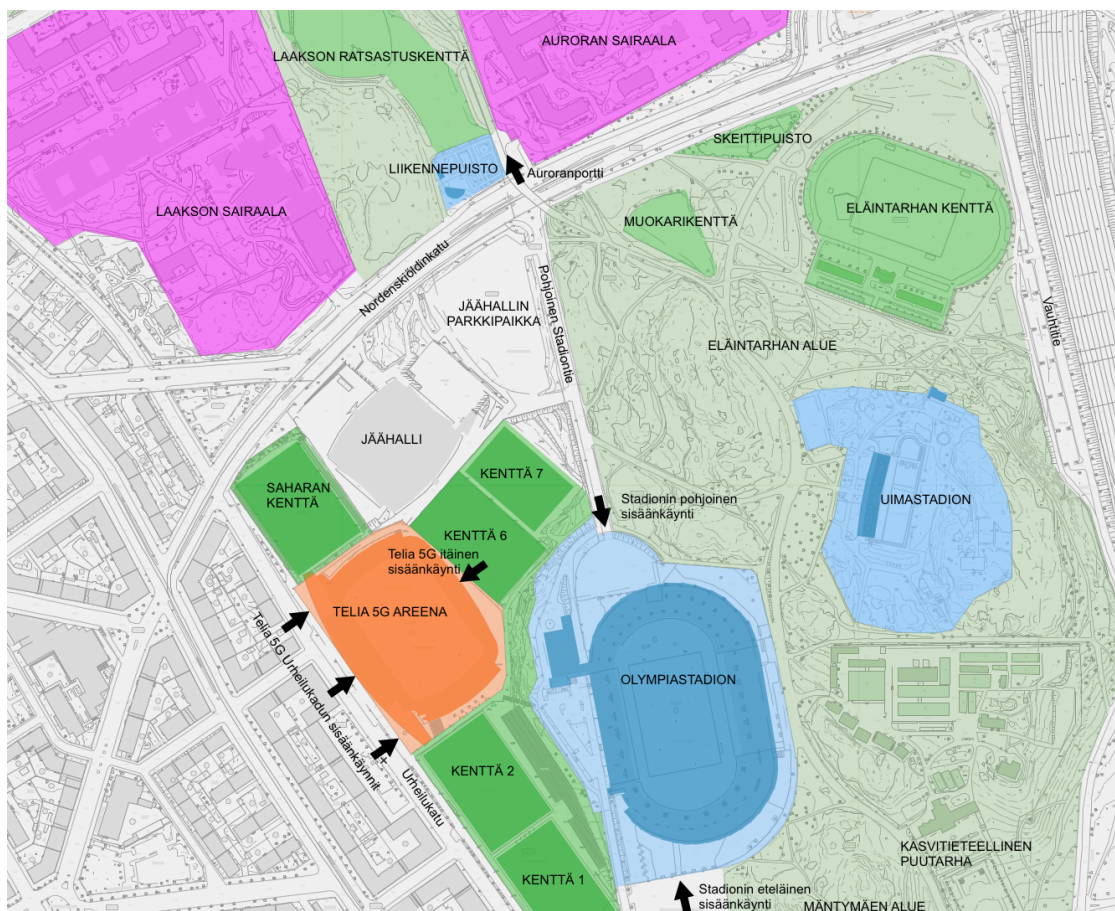 AURORAN SAIRAALA
LAAKSON RATSASTUSKENTTÄ
SKEITTIPUISTO
LIIKENNEPUISTO
Auroranportti
LAAKSON SAIRAALA
MUOKARIKENTTÄ
ELÄINTARHAN KENTTÄ
Nordenskiöldinkatu
Pohjoinen Stadiontie
JÄÄHALLIN
PARKKIPAIKKA
Vauhtitie
ELÄINTARHAN ALUE
JÄÄHALLI
KENTTÄ 7
SAHARAN
KENTTÄ
Stadionin pohjoinen
sisäänkäynti
UIMASTADION
KENTTÄ 6
Telia 5G itäinen
sisäänkäynti
TELIA 5G AREENA
Telia 5G Urheilukadun sisäänkäynnit
OLYMPIASTADION
Urheilukatu
KENTTÄ 2
KASVITIETEELLINEN
PUUTARHA
KENTTÄ 1
Stadionin eteläinen
sisäänkäynti
MÄNTYMÄEN ALUE